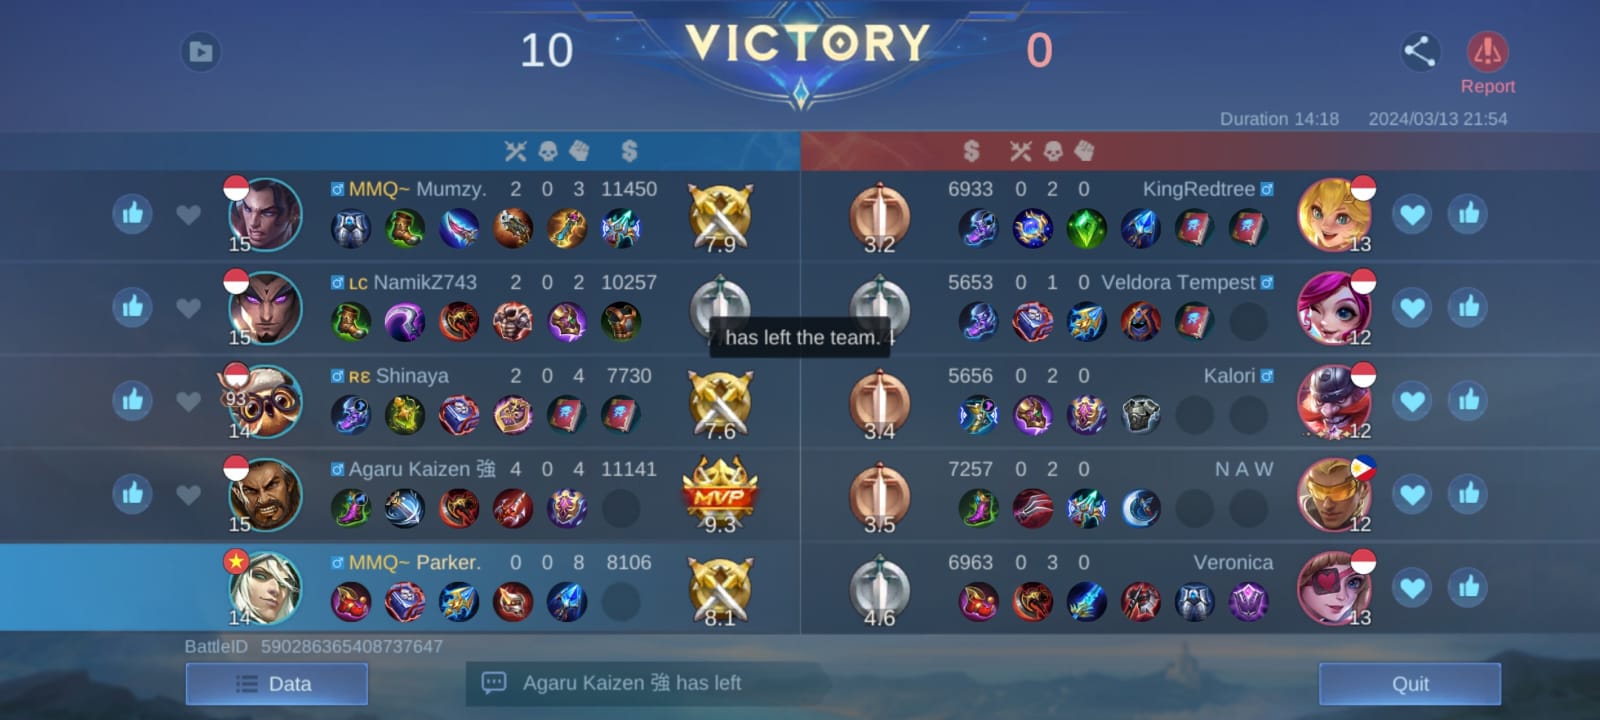 10 VICTORY 0
Report
Duration 14:18 2024/03/13 21:54
MMQ~ Mumzy. 2 0 3 11450
15 7.9
6933 0 2 0 KingRedtree
3.2 13
LC NamikZ743 2 0 2 10257
15
5653 0 1 0 Veldora Tempest
12
has left the team.
RE Shinaya 2 0 4 7730
93
14 7.6
5656 0 2 0 Kalori
3.4 12
Agaru Kaizen 強 4 0 4 11141
MVP
15 9.3
7257 0 2 0 N A W
3.5 12
MMQ~ Parker. 0 0 8 8106
14 8.1
6963 0 3 0 Veronica
4.6 13
BattleID 590286365408737647
Data
Agaru Kaizen 強 has left
Quit